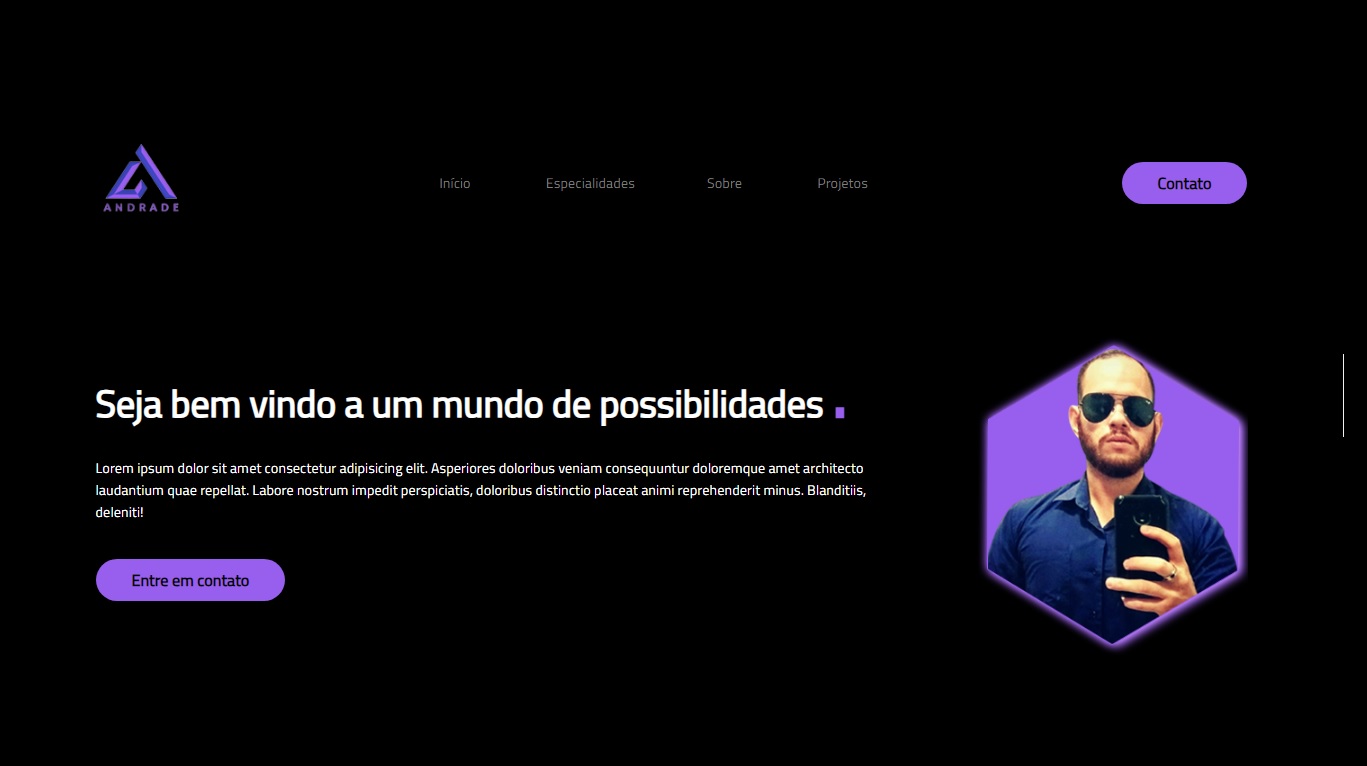 ANDRADE
Início
Especialidades
Sobre
Projetos
Contato
Seja bem vindo a um mundo de possibilidades .
Lorem ipsum dolor sit amet consectetur adipisicing elit. Asperiores doloribus veniam consequuntur doloremque amet architecto
laudantium quae repellat. Labore nostrum impedit perspiciatis, doloribus distinctio placeat animi reprehenderit minus. Blanditiis,
deleniti!
Entre em contato